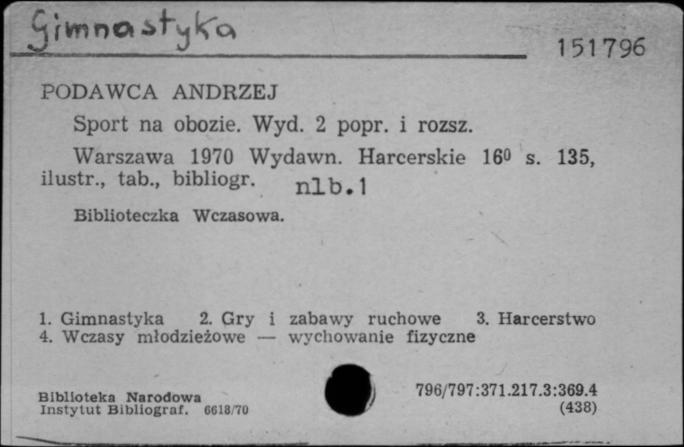 Gimnastyka
151796
PODAWCA ANDRZEJ
Sport na obozie. Wyd. 2 popr. i rozsz.
Warszawa 1970 Wydawn. Harcerskie 16⁰ s. 135,
ilustr., tab., bibliogr. nlb.1
Biblioteczka Wczasowa.
1. Gimnastyka 2. Gry i zabawy ruchowe 3. Harcerstwo
4. Wczasy młodzieżowe — wychowanie fizyczne
Biblioteka Narodowa
Instytut Bibliograf. 6618/70
796/797:371.217.3:369.4
(438)